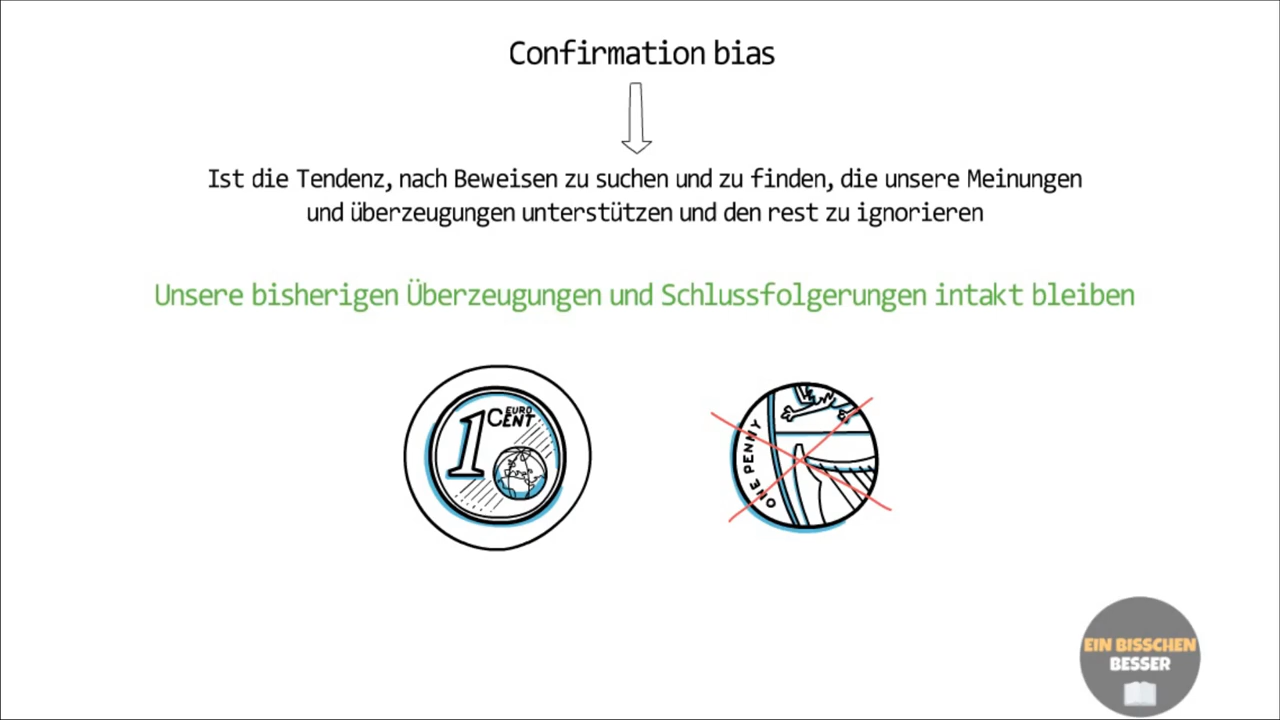 Confirmation bias
Ist die Tendenz, nach Beweisen zu suchen und zu finden, die unsere Meinungen
und überzeugungen unterstützen und den rest zu ignorieren
Unsere bisherigen Überzeugungen und Schlussfolgerungen intakt bleiben
1 EURO
CENT
ONE PENNY
EIN BISSCHEN
BESSER